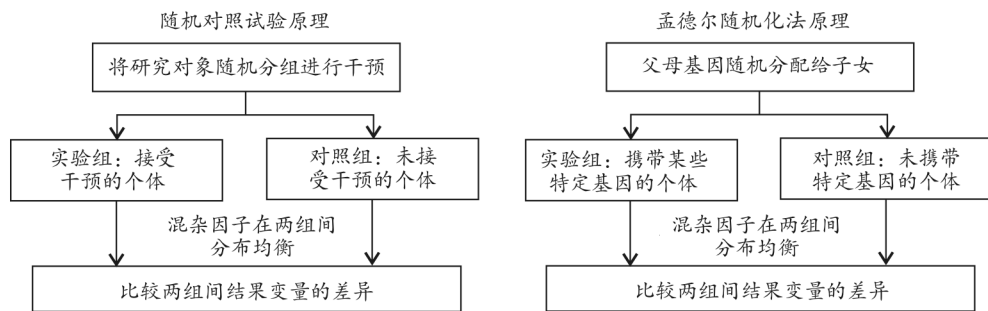 随机对照试验原理
将研究对象随机分组进行干预
实验组：接受
干预的个体
对照组：未接
受干预的个体
混杂因子在两组间
分布均衡
比较两组间结果变量的差异
孟德尔随机化法原理
父母基因随机分配给子女
实验组：携带某些
特定基因的个体
对照组：未携带
特定基因的个体
混杂因子在两组间
分布均衡
比较两组间结果变量的差异